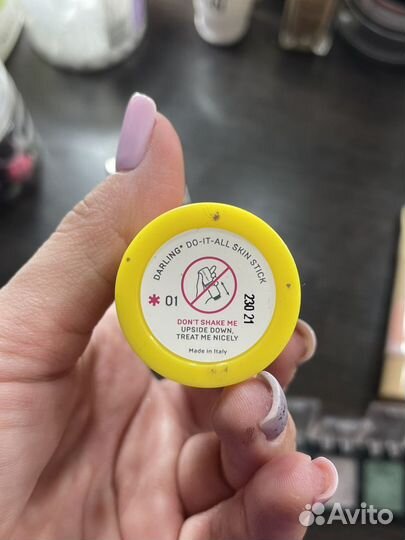 DARLING* DO-IT-ALL SKIN STICK
* 01
230 21
DON'T SHAKE ME
UPSIDE DOWN,
TREAT ME NICELY
Made in Italy
Avito